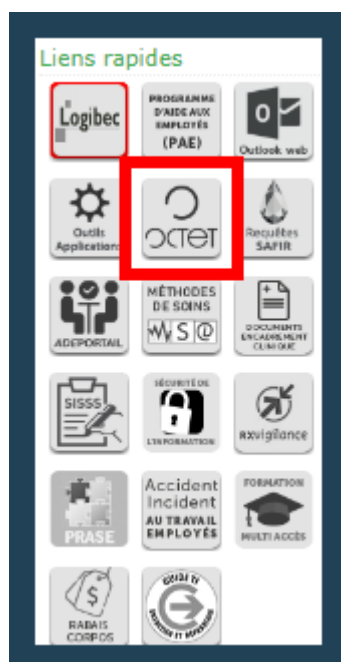 Liens rapides
Logibec
PROGRAMME
D'AIDE AUX
EMPLOYÉS
(PAE)
Outlook web
Outils
Applications
OCTET
Requêtes
SAFIR
ADEPORTAIL
MÉTHODES
DE SOINS
S @
DOCUMENTS
ENCADREMENT
CLINIQUE
SISSS
SÉCURITÉ DE
L'INFORMATION
RXvigilance
PRASE
Accident
Incident
AU TRAVAIL
EMPLOYÉS
FORMATION
MULTI ACCÈS
RABAIS
CORPOS
GUIDE TI